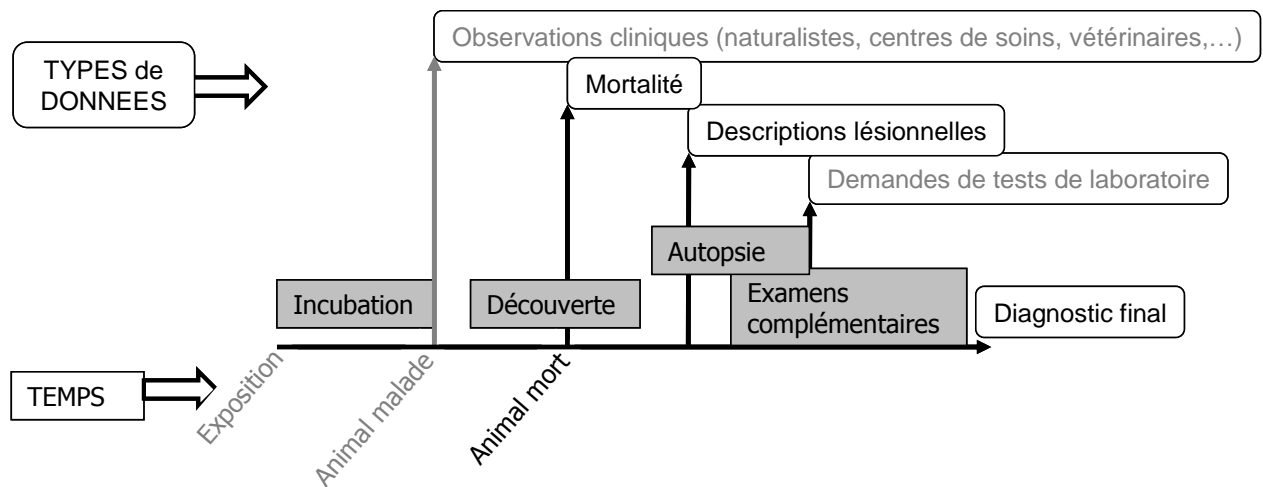 Observations cliniques (naturalistes, centres de soins, vétérinaires,…)
TYPES de
DONNEES
Mortalité
Descriptions lésionnelles
Demandes de tests de laboratoire
Autopsie
Incubation
Découverte
Examens
complémentaires
Diagnostic final
TEMPS
Exposition
Animal malade
Animal mort